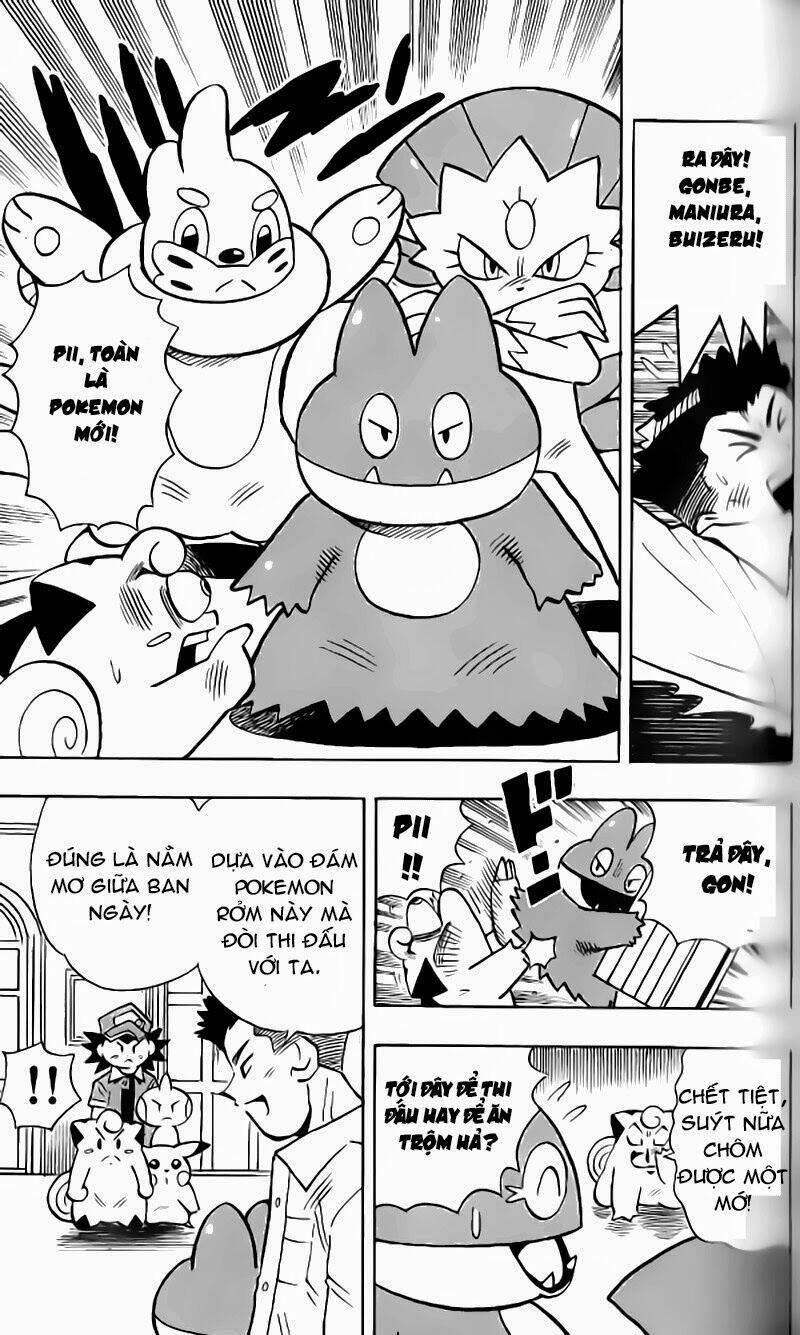 RA ĐÂY!
GONBE,
MANIURA,
BUIZERU!
PII, TOÀN
LÀ
POKEMON
MỚI!
TRẢ ĐÂY,
GON!
ド!
PII
!!
CHẾT TIỆT,
SUÝT NỮA
CHÔM
ĐƯỢC MỘT
MỚ!
TỚI ĐÂY ĐỂ THI
ĐẤU HAY ĐỂ ĂN
TRỘM HẢ?
DỰA VÀO ĐÁM
POKEMON
RỞM NÀY MÀ
ĐÒI THI ĐẤU
VỚI TA.
ĐÚNG LÀ NẰM
MƠ GIỮA BAN
NGÀY!
!!